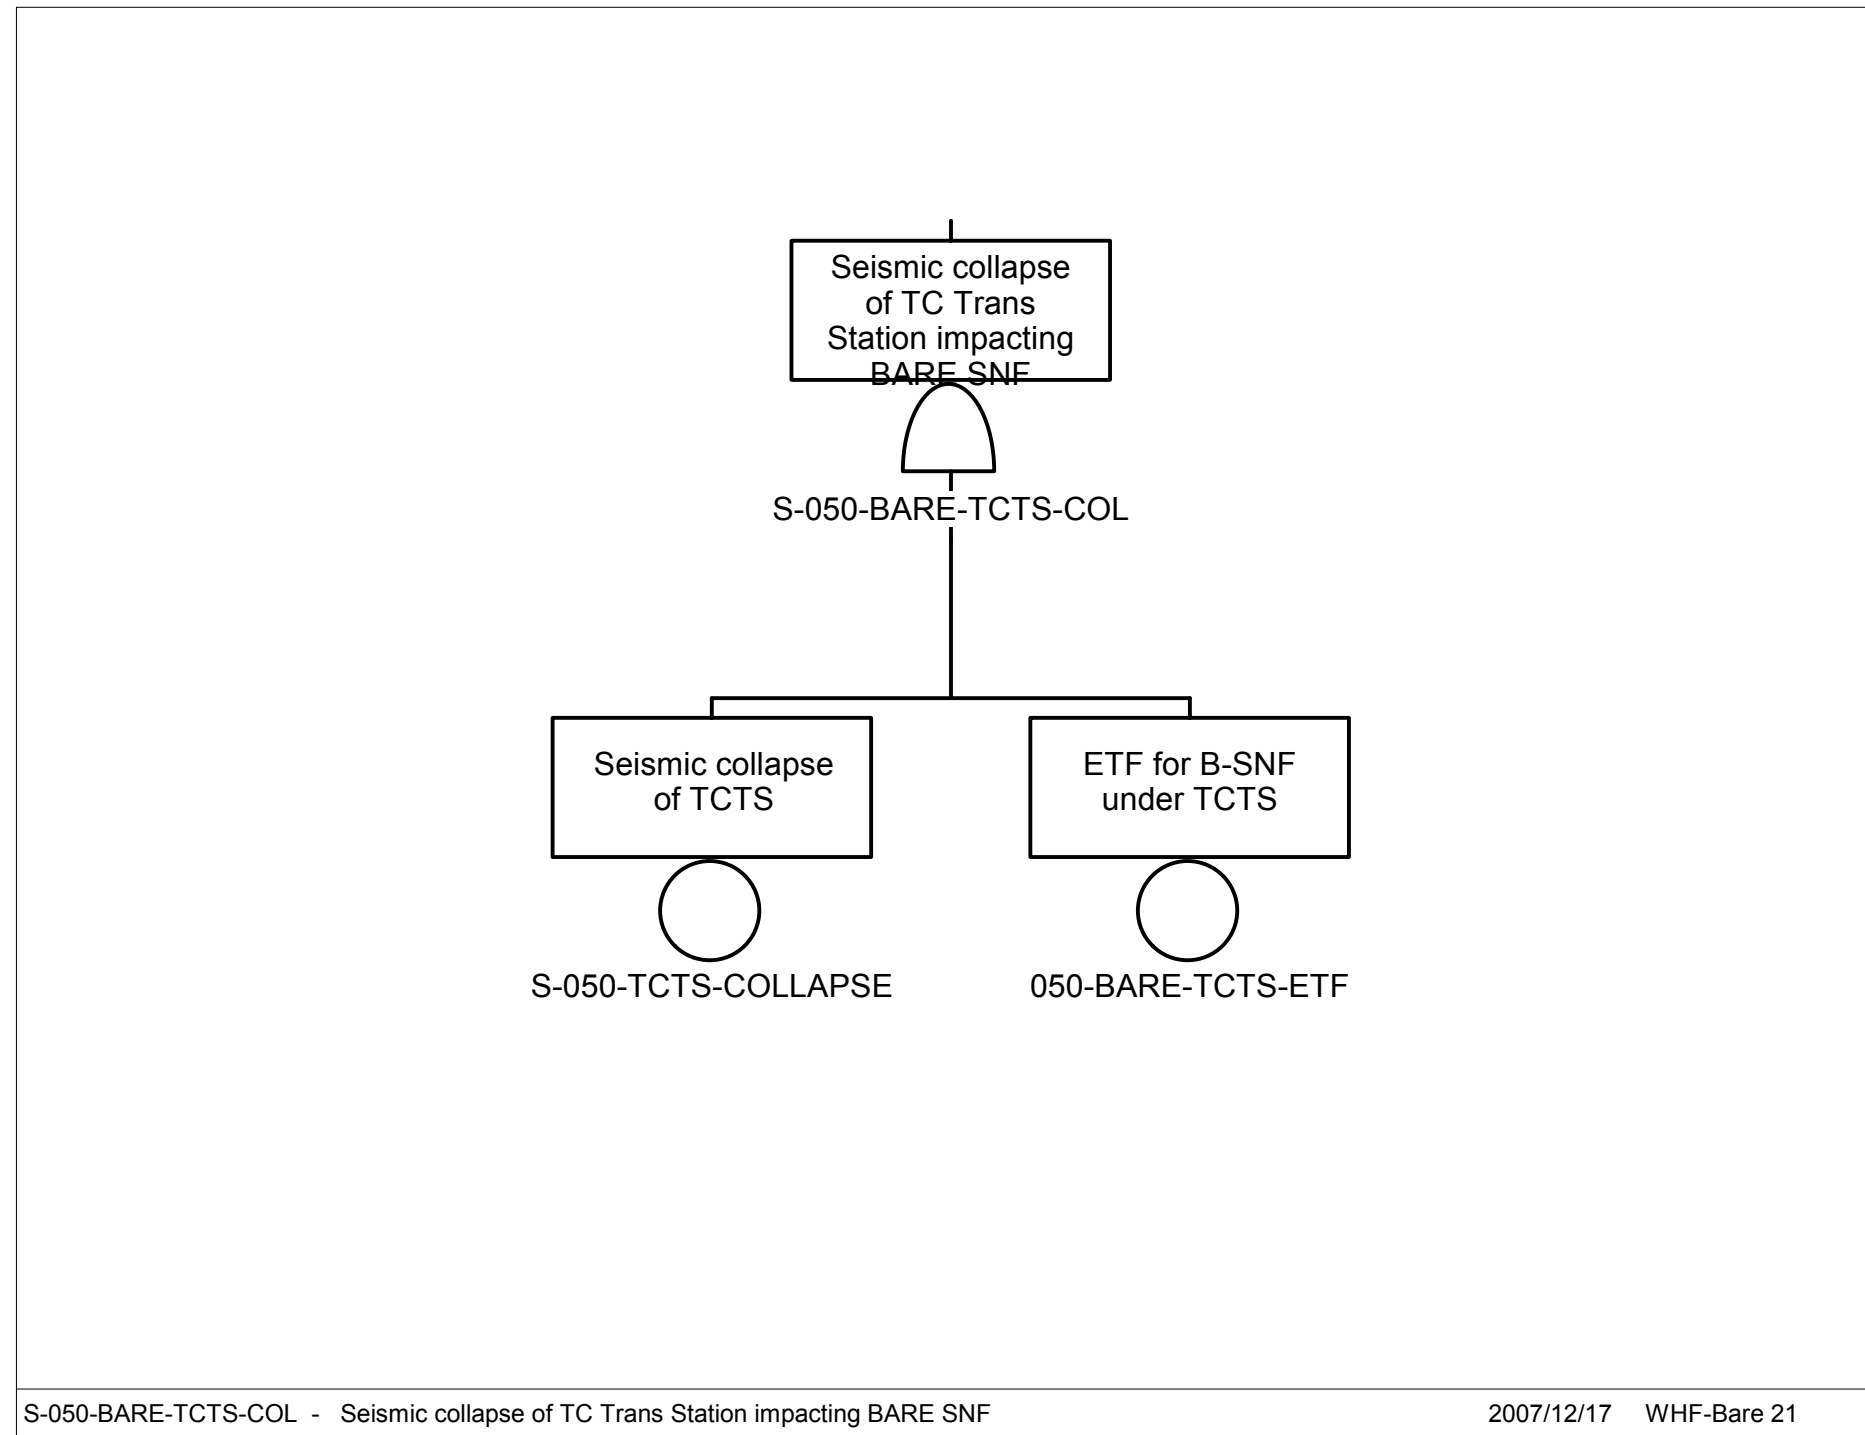 Seismic collapse
of TC Trans
Station impacting
BARE SNF
S-050-BARE-TCTS-COL
Seismic collapse
of TCTS
ETF for B-SNF
under TCTS
S-050-TCTS-COLLAPSE
050-BARE-TCTS-ETF
S-050-BARE-TCTS-COL - Seismic collapse of TC Trans Station impacting BARE SNF 2007/12/17 WHF-Bare 21